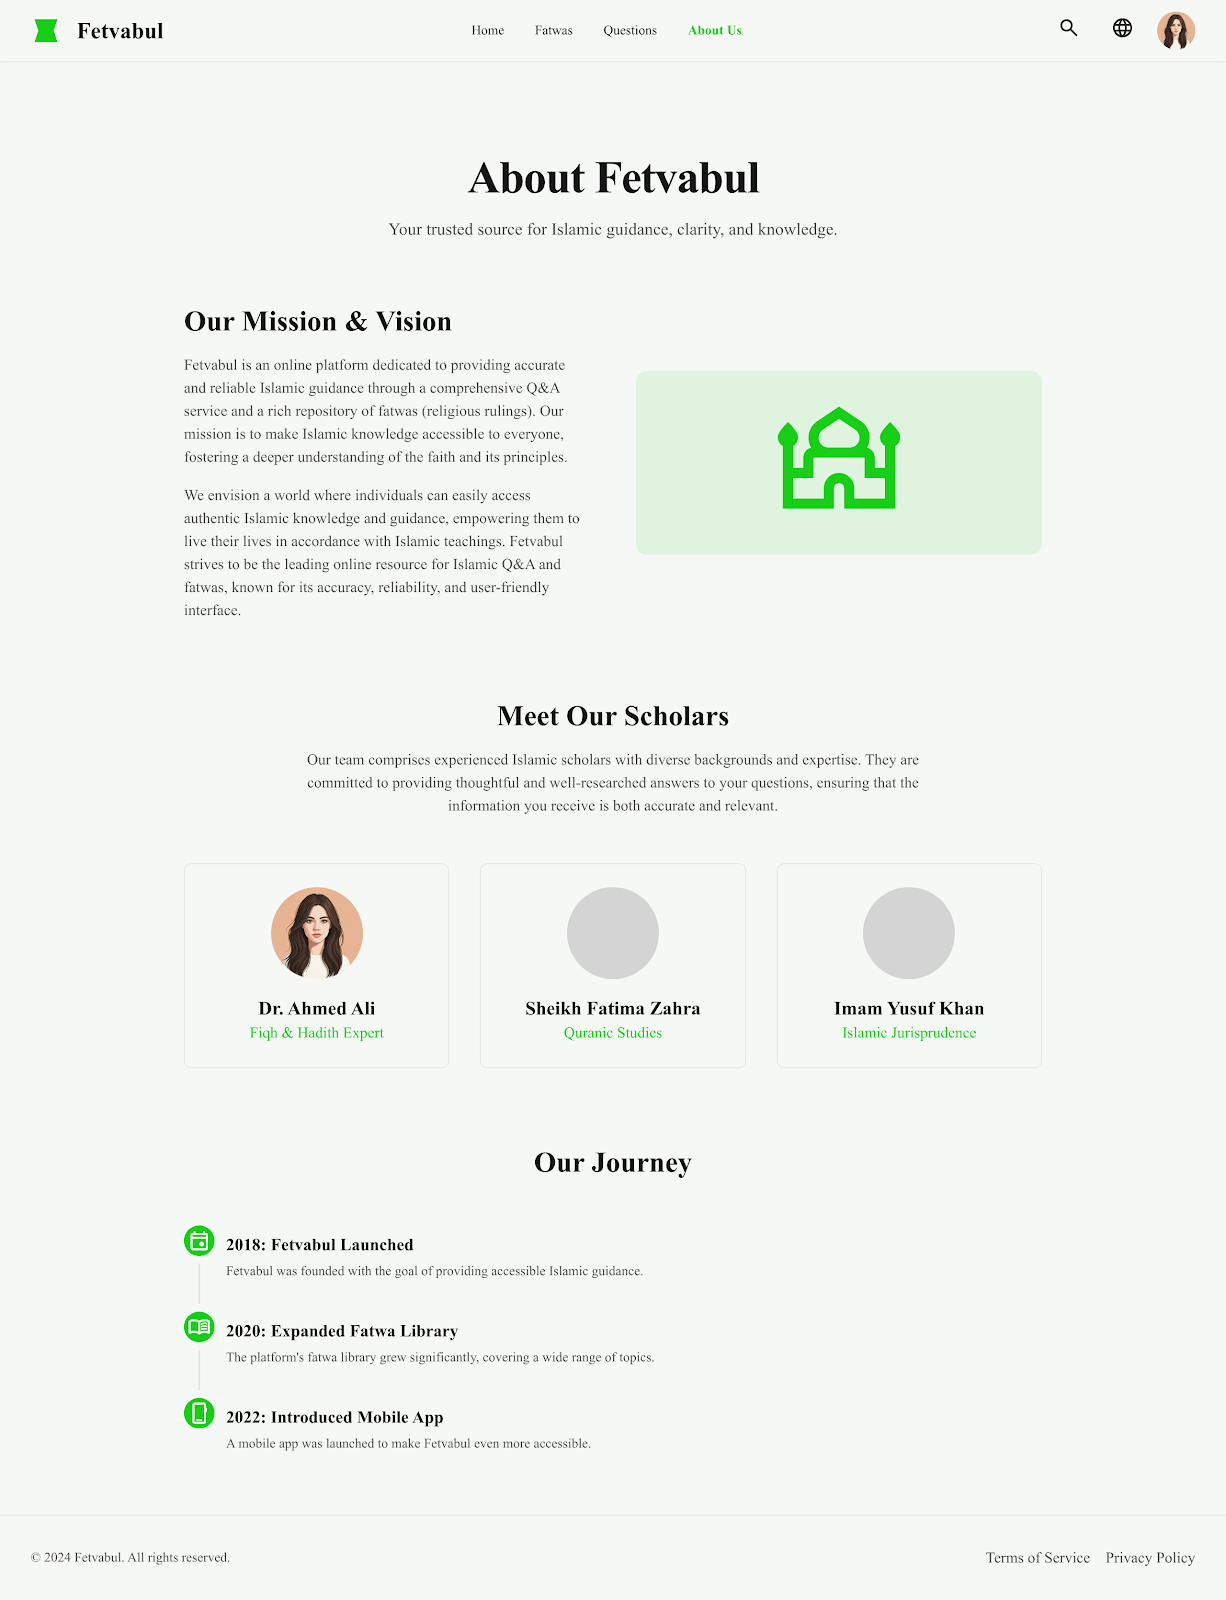 Fetvabul
Home
Fatwas
Questions
About Us
About Fetvabul
Your trusted source for Islamic guidance, clarity, and knowledge.
Our Mission & Vision
Fetvabul is an online platform dedicated to providing accurate
and reliable Islamic guidance through a comprehensive Q&A
service and a rich repository of fatwas (religious rulings). Our
mission is to make Islamic knowledge accessible to everyone,
fostering a deeper understanding of the faith and its principles.
We envision a world where individuals can easily access
authentic Islamic knowledge and guidance, empowering them to
live their lives in accordance with Islamic teachings. Fetvabul
strives to be the leading online resource for Islamic Q&A and
fatwas, known for its accuracy, reliability, and user-friendly
interface.
Meet Our Scholars
Our team comprises experienced Islamic scholars with diverse backgrounds and expertise. They are
committed to providing thoughtful and well-researched answers to your questions, ensuring that the
information you receive is both accurate and relevant.
Dr. Ahmed Ali
Fiqh & Hadith Expert
Sheikh Fatima Zahra
Quranic Studies
Imam Yusuf Khan
Islamic Jurisprudence
Our Journey
2018: Fetvabul Launched
Fetvabul was founded with the goal of providing accessible Islamic guidance.
2020: Expanded Fatwa Library
The platform's fatwa library grew significantly, covering a wide range of topics.
2022: Introduced Mobile App
A mobile app was launched to make Fetvabul even more accessible.
© 2024 Fetvabul. All rights reserved.
Terms of Service
Privacy Policy